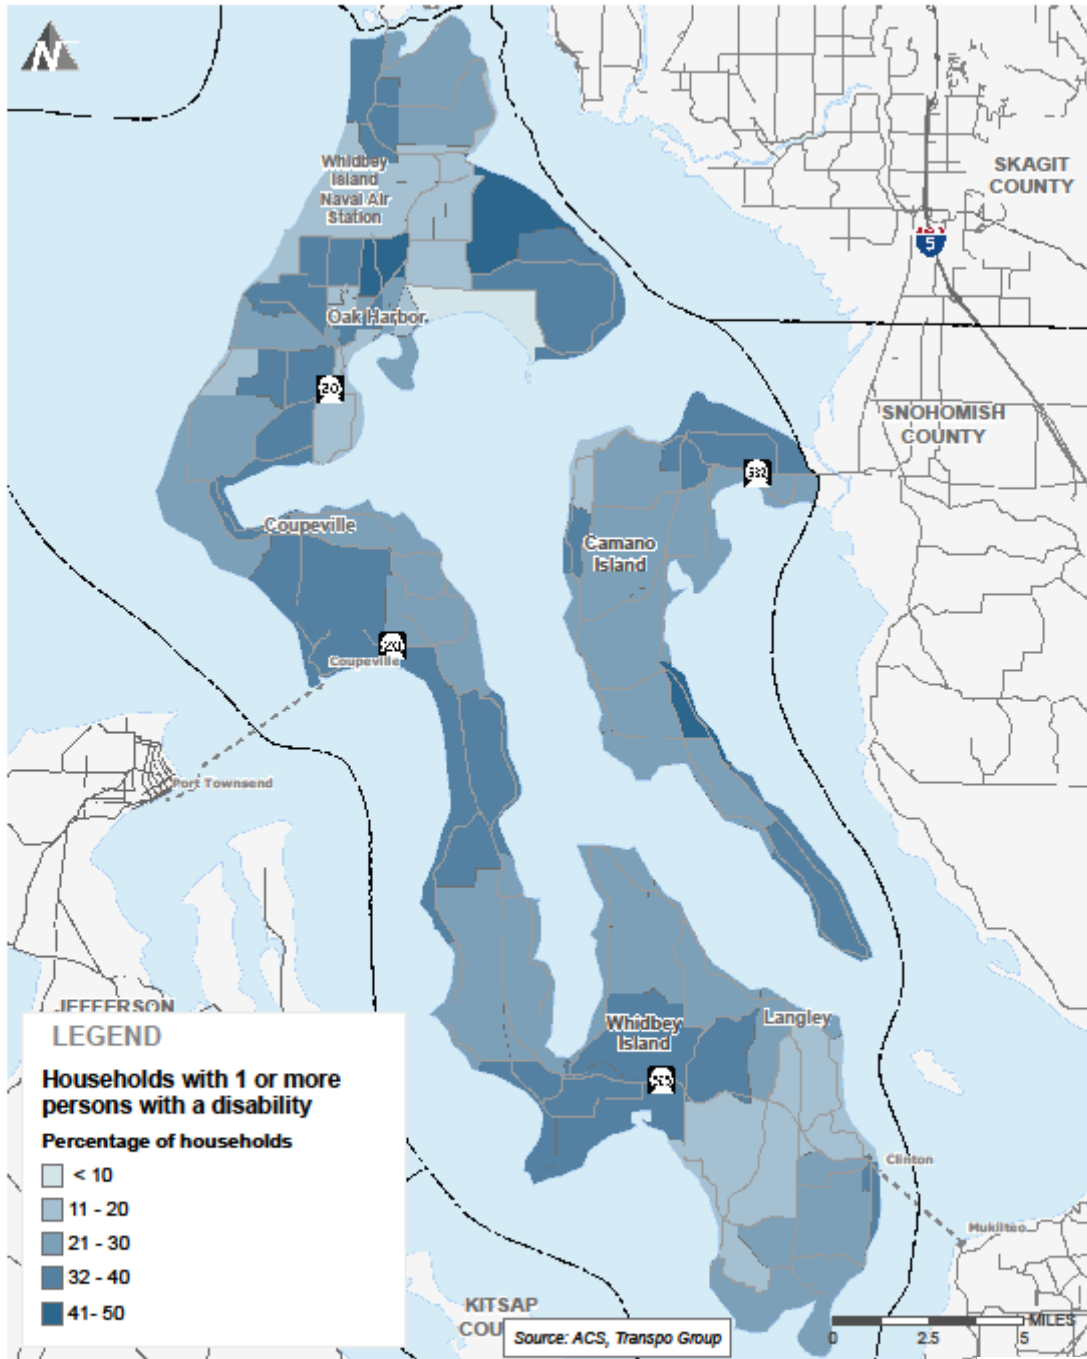 N
Whidbey
Island
Naval Air
Station
SKAGIT
COUNTY
5
Oak Harbor
20
SNOHOMISH
COUNTY
532
Coupeville
Camano
Island
20
Coupeville
Port Townsend
JEFFERSON
Whidbey
Island
Langley
525
Clinton
Mukilteo
KITSAP
LEGEND
Households with 1 or more
persons with a disability
Percentage of households
< 10
11 - 20
21 - 30
32 - 40
41- 50
Source: ACS, Transpo Group
MILES
0 2.5 5